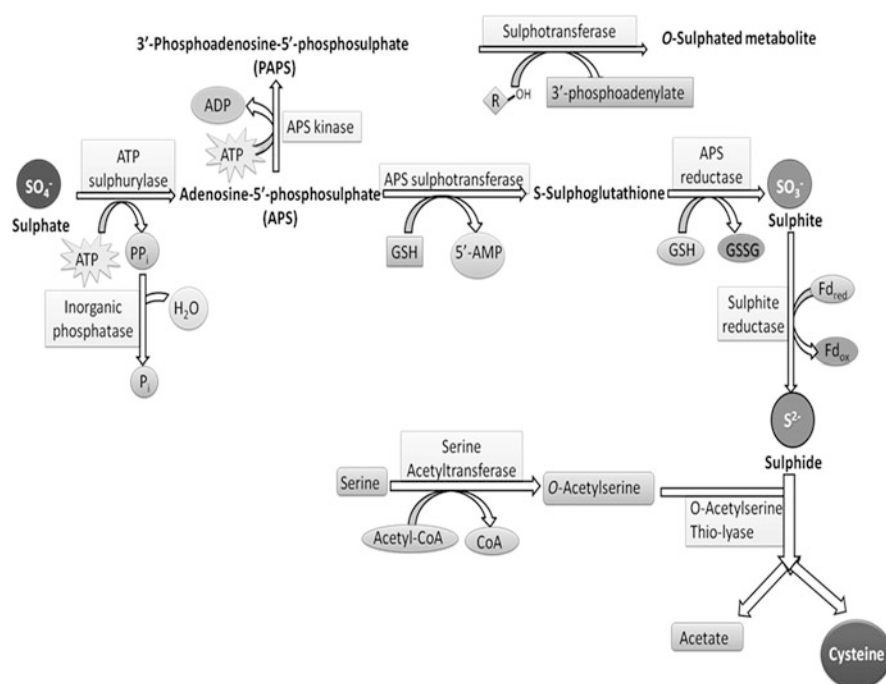 3′-Phosphoadenosine-5′-phosphosulphate
(PAPS)
Sulphotransferase
O-Sulphated metabolite
R
OH
3′-phosphoadenylate
ADP
ATP
APS kinase
SO₄⁻
Sulphate
ATP
sulphurylase
ATP
PPᵢ
Adenosine-5′-phosphosulphate
(APS)
APS sulphotransferase
GSH
5′-AMP
S-Sulphoglutathione
APS
reductase
GSH
GSSG
SO₃⁻
Sulphite
Inorganic
phosphatase
H₂O
Pᵢ
Sulphite
reductase
Fd_red
Fd_ox
S²⁻
Sulphide
Serine
Serine
Acetyltransferase
Acetyl-CoA
CoA
O-Acetylserine
O-Acetylserine
Thio-lyase
Acetate
Cysteine